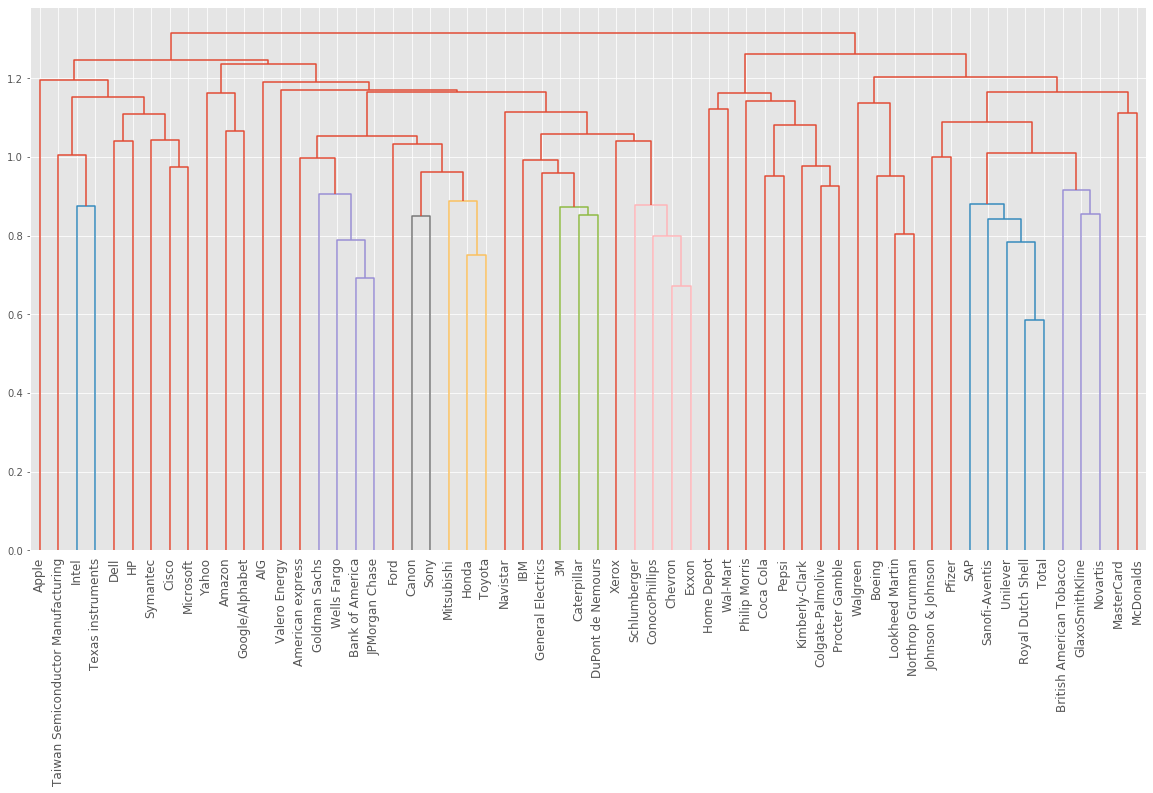 1.2
1.0
0.8
0.6
0.4
0.2
0.0
Apple
Taiwan Semiconductor Manufacturing
Intel
Texas instruments
Dell
HP
Symantec
Cisco
Microsoft
Yahoo
Amazon
Google/Alphabet
AIG
Valero Energy
American express
Goldman Sachs
Wells Fargo
Bank of America
JPMorgan Chase
Ford
Canon
Sony
Mitsubishi
Honda
Toyota
Navistar
IBM
General Electrics
3M
Caterpillar
DuPont de Nemours
Xerox
Schlumberger
ConocoPhillips
Chevron
Exxon
Home Depot
Wal-Mart
Philip Morris
Coca Cola
Pepsi
Kimberly-Clark
Colgate-Palmolive
Procter Gamble
Walgreen
Boeing
Lookheed Martin
Northrop Grumman
Johnson & Johnson
Pfizer
SAP
Sanofi-Aventis
Unilever
Royal Dutch Shell
Total
British American Tobacco
GlaxoSmithKline
Novartis
MasterCard
McDonalds